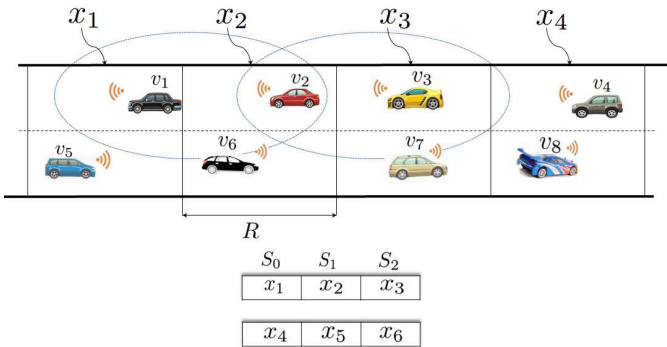 x₁ x₂ x₃ x₄
v₁ v₂ v₃ v₄
v₅ v₆ v₇ v₈
R
S₀ S₁ S₂
x₁ x₂ x₃
x₄ x₅ x₆